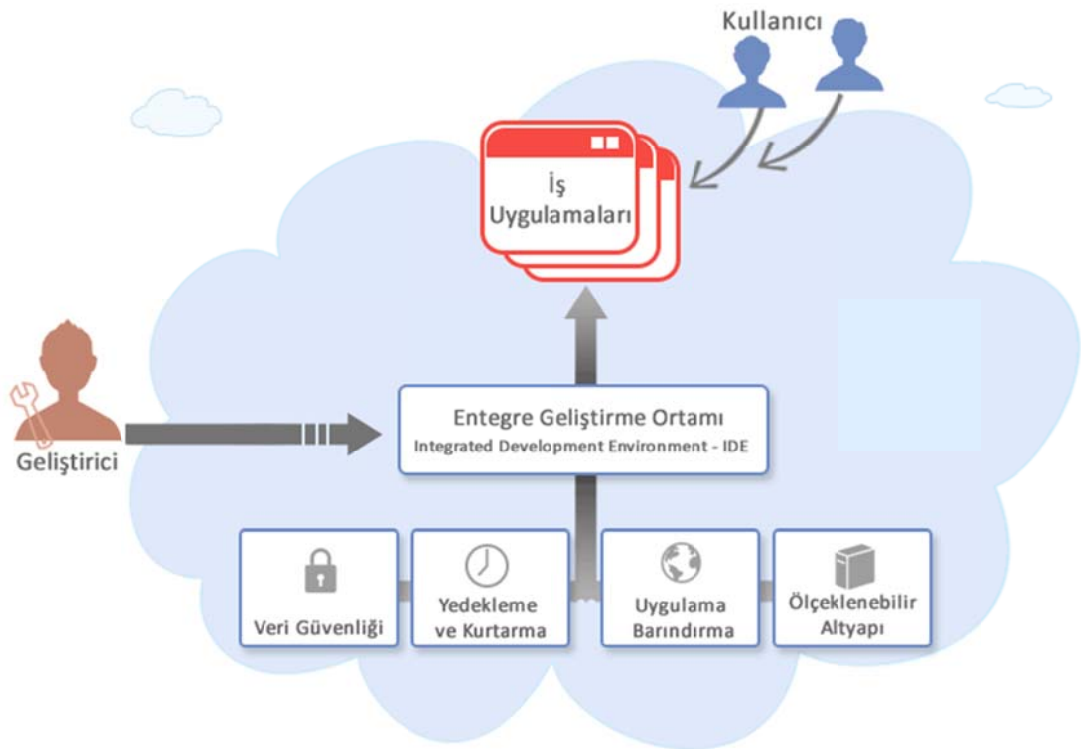 Kullanıcı
İş
Uygulamaları
Entegre Geliştirme Ortamı
Integrated Development Environment - IDE
Geliştirici
Veri Güvenliği
Yedekleme
ve Kurtarma
Uygulama
Barındırma
Ölçeklenebilir
Altyapı